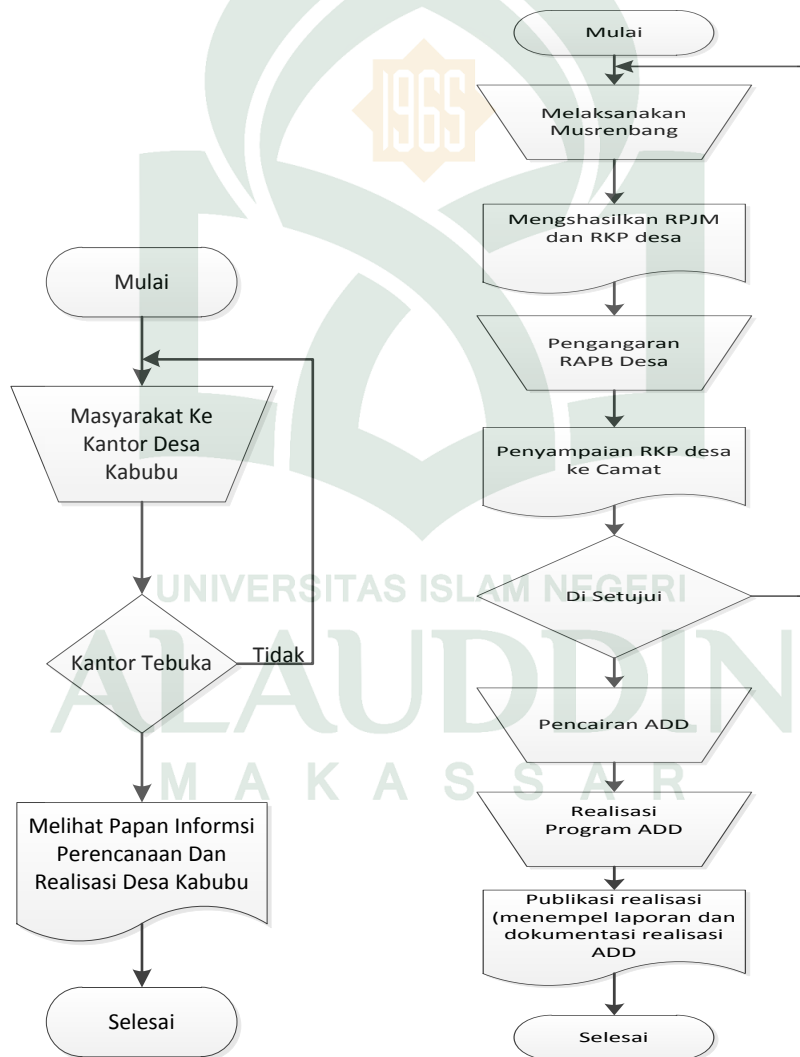 Mulai
Masyarakat Ke
Kantor Desa
Kabubu
Kantor Tebuka
Tidak
Melihat Papan Informsi
Perencanaan Dan
Realisasi Desa Kabubu
Selesai
Mulai
Melaksanakan
Musrenbang
Mengshasilkan RPJM
dan RKP desa
Pengangaran
RAPB Desa
Penyampaian RKP desa
ke Camat
Di Setujui
Pencairan ADD
Realisasi
Program ADD
Publikasi realisasi
(menempel laporan dan
dokumentasi realisasi
ADD
Selesai
1965
UNIVERSITAS ISLAM NEGERI
ALAUDDIN
MAKASSAR